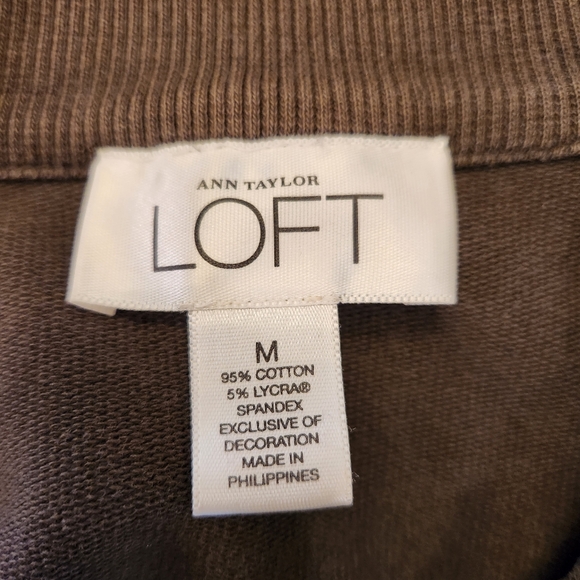 ANN TAYLOR
LOFT
M
95% COTTON
5% LYCRA®
SPANDEX
EXCLUSIVE OF
DECORATION
MADE IN
PHILIPPINES